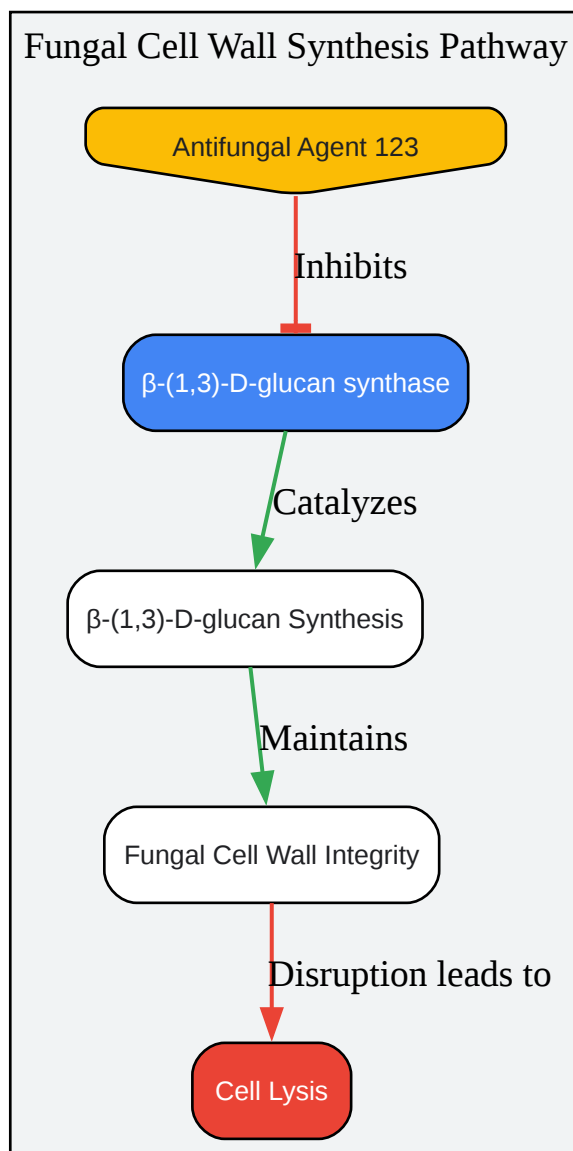 Fungal Cell Wall Synthesis Pathway
Antifungal Agent 123
Inhibits
β-(1,3)-D-glucan synthase
Catalyzes
β-(1,3)-D-glucan Synthesis
Maintains
Fungal Cell Wall Integrity
Disruption leads to
Cell Lysis